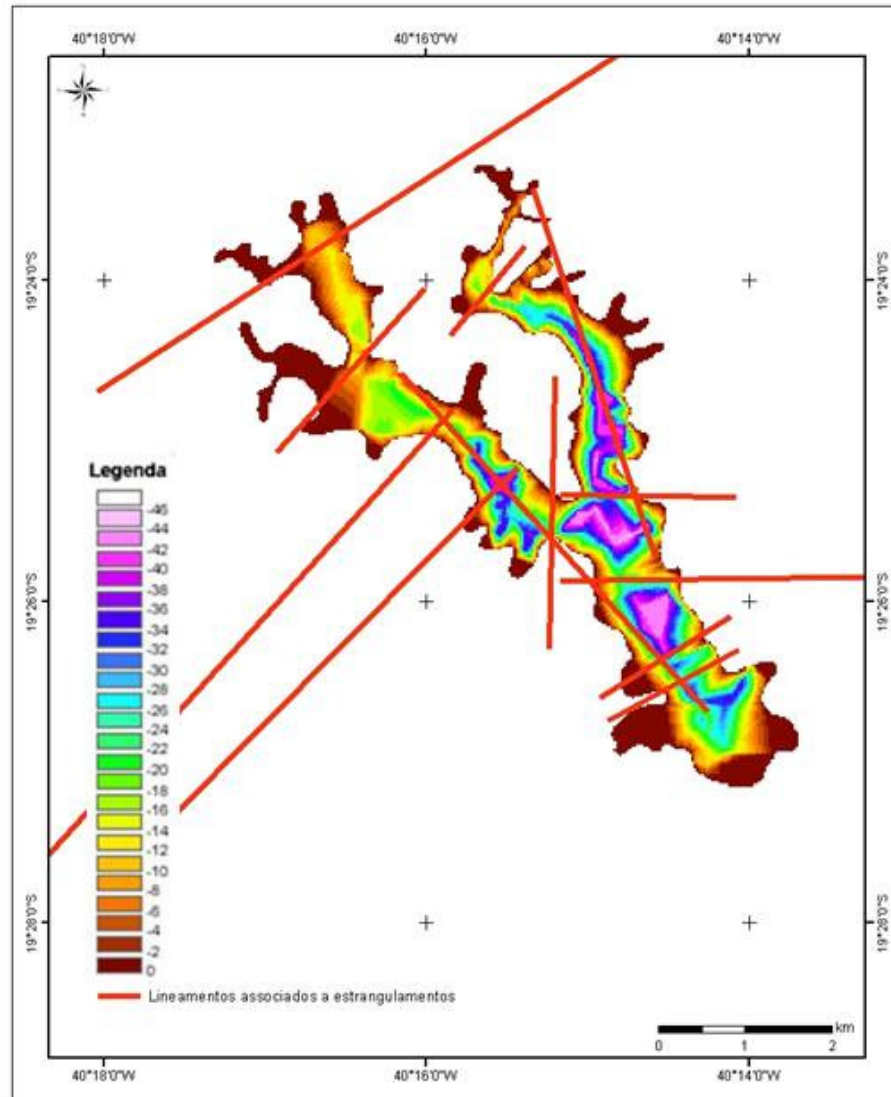 40°18'0"W
40°16'0"W
40°14'0"W
19°24'0"S
19°24'0"S
Legenda
-46
-44
-42
-40
-38
-36
-34
-32
-30
-28
-26
-24
-22
-20
-18
-16
-14
-12
-10
-8
-6
-4
-2
0
19°26'0"S
19°26'0"S
19°28'0"S
19°28'0"S
Lineamentos associados a estrangulamentos
km
0 1 2
40°18'0"W
40°16'0"W
40°14'0"W